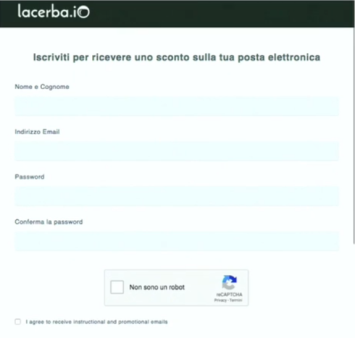 lacerba.io
Iscriviti per ricevere uno sconto sulla tua posta elettronica
Nome e Cognome
Indirizzo Email
Password
Conferma la password
Non sono un robot
reCAPTCHA
Privacy - Termini
I agree to receive instructional and promotional emails